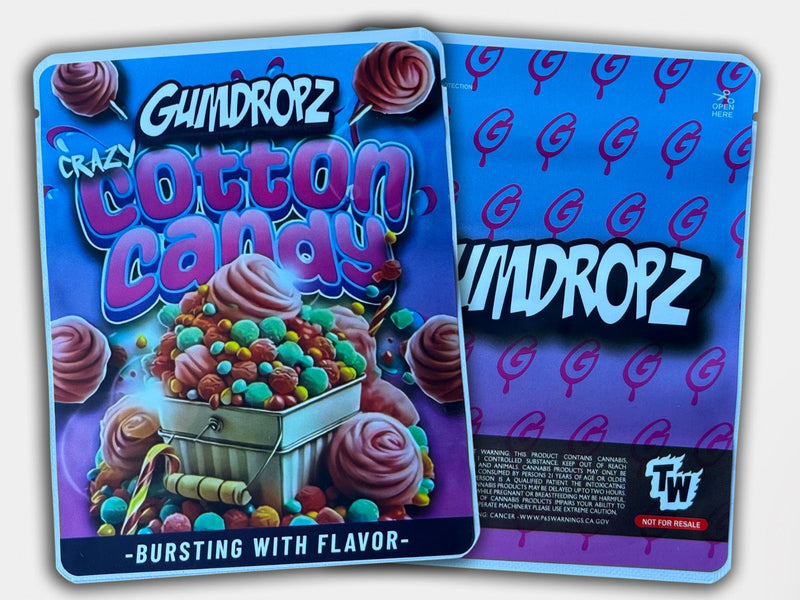 GUMDROPZ
CRAZY
cotton
candy
-BURSTING WITH FLAVOR-
OPEN
HERE
UMDROPZ
WARNING: THIS PRODUCT CONTAINS CANNABIS,
CONTROLLED SUBSTANCE. KEEP OUT OF REACH
AND ANIMALS. CANNABIS PRODUCTS MAY ONLY BE
CONSUMED BY PERSONS 21 YEARS OF AGE OR OLDER
PERSON IS A QUALIFIED PATIENT. THE INTOXICATING
CANNABIS PRODUCTS MAY BE DELAYED UP TO TWO HOURS.
WHILE PREGNANT OR BREASTFEEDING MAY BE HARMFUL.
OF CANNABIS PRODUCTS IMPAIRS YOUR ABILITY TO
OPERATE MACHINERY PLEASE USE EXTREME CAUTION.
CANCER - WWW.P65WARNINGS.CA.GOV
TW
NOT FOR RESALE